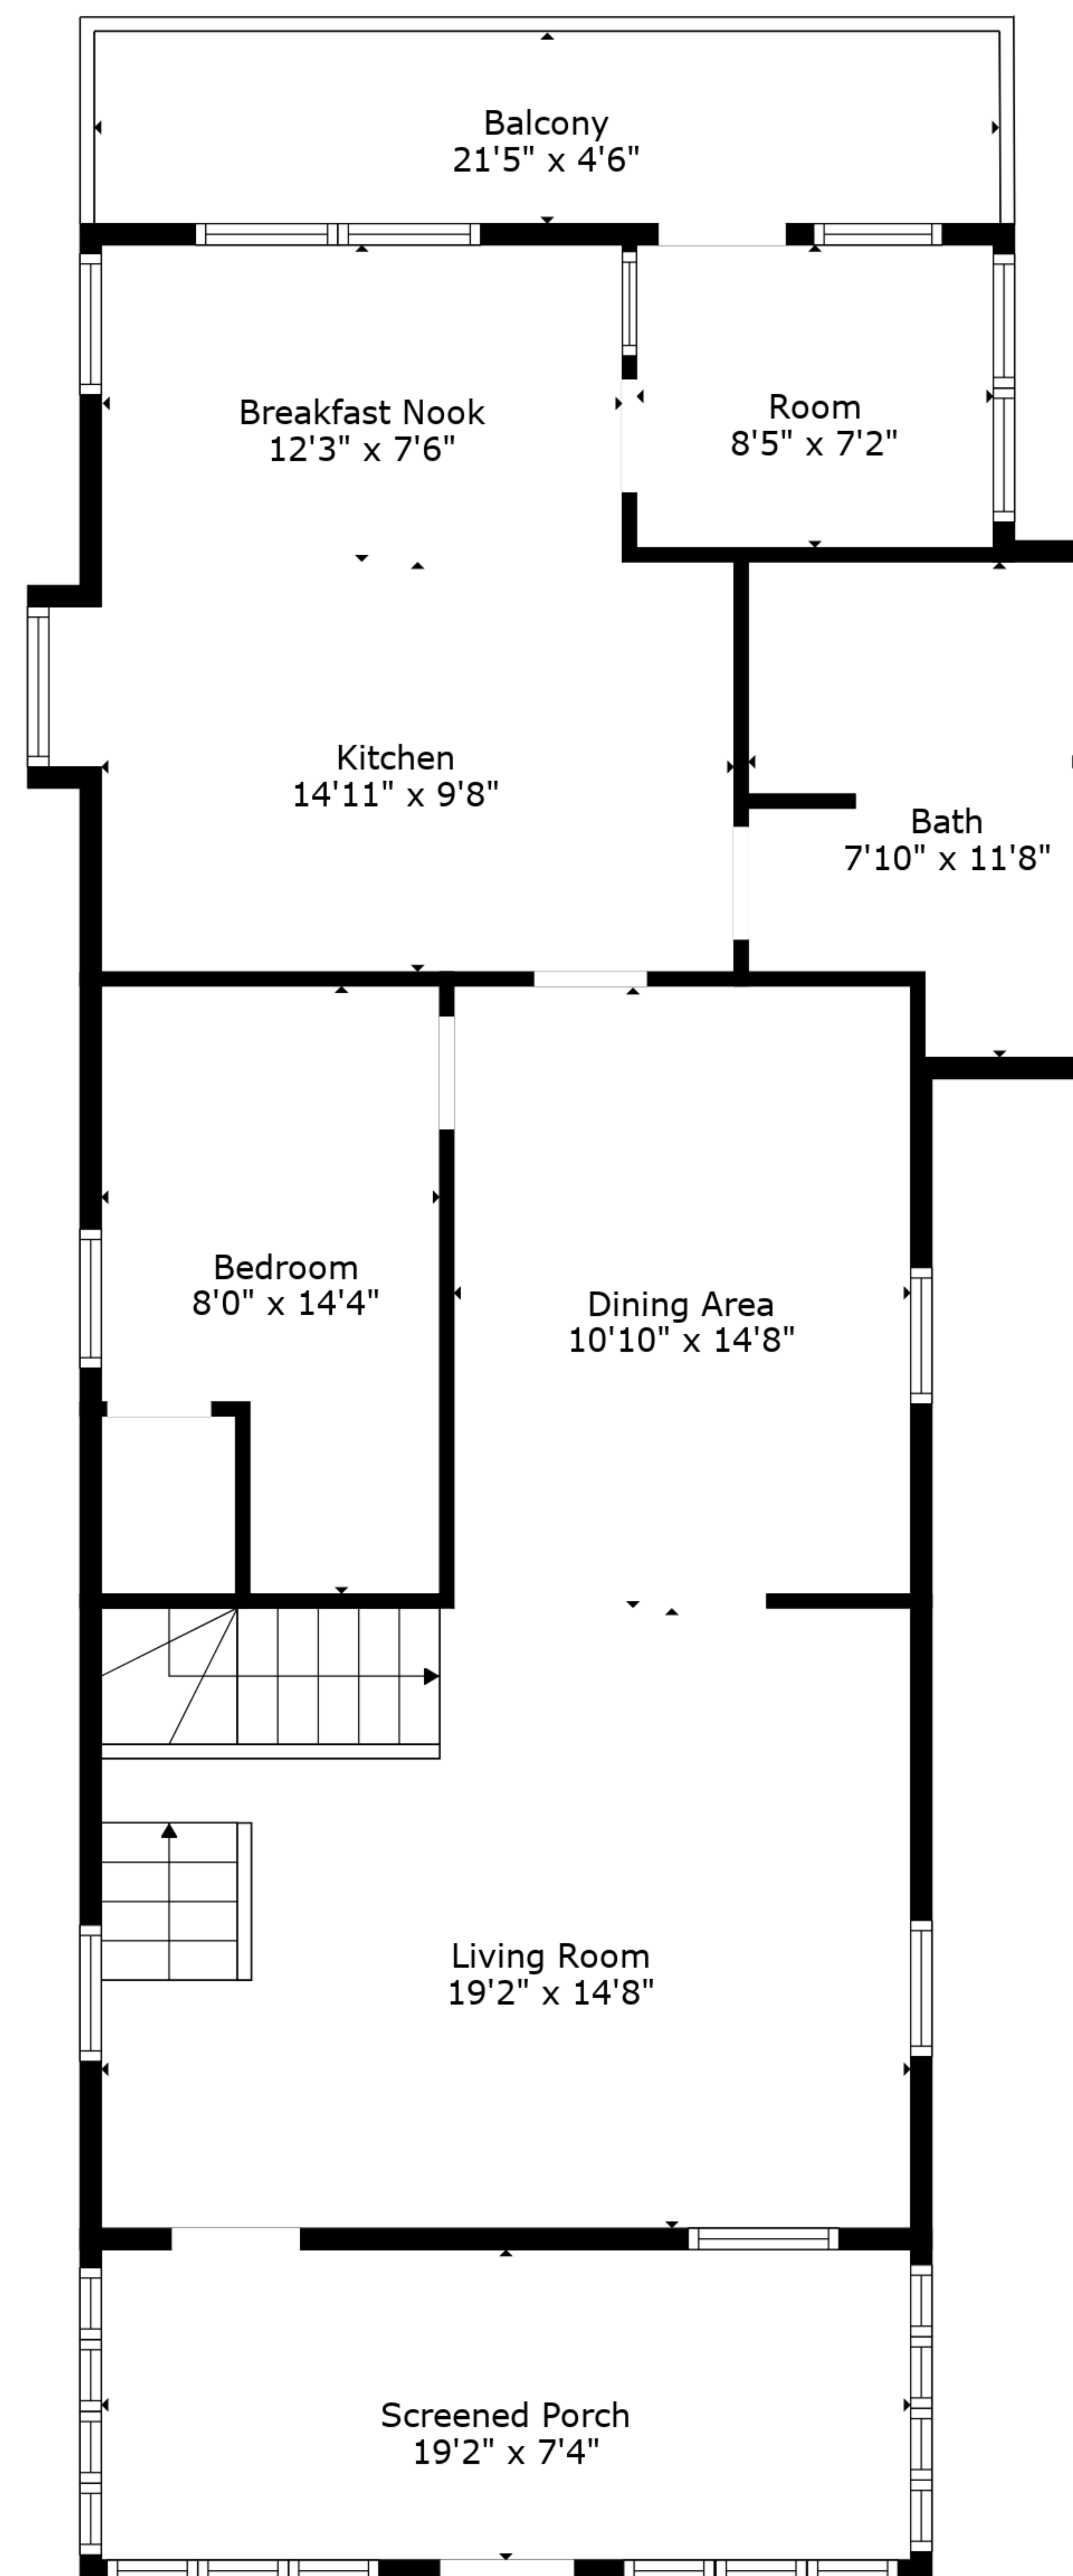 Balcony
21'5" x 4'6"
Breakfast Nook
12'3" x 7'6"
Room
8'5" x 7'2"
Kitchen
14'11" x 9'8"
Bath
7'10" x 11'8"
Bedroom
8'0" x 14'4"
Dining Area
10'10" x 14'8"
Living Room
19'2" x 14'8"
Screened Porch
19'2" x 7'4"